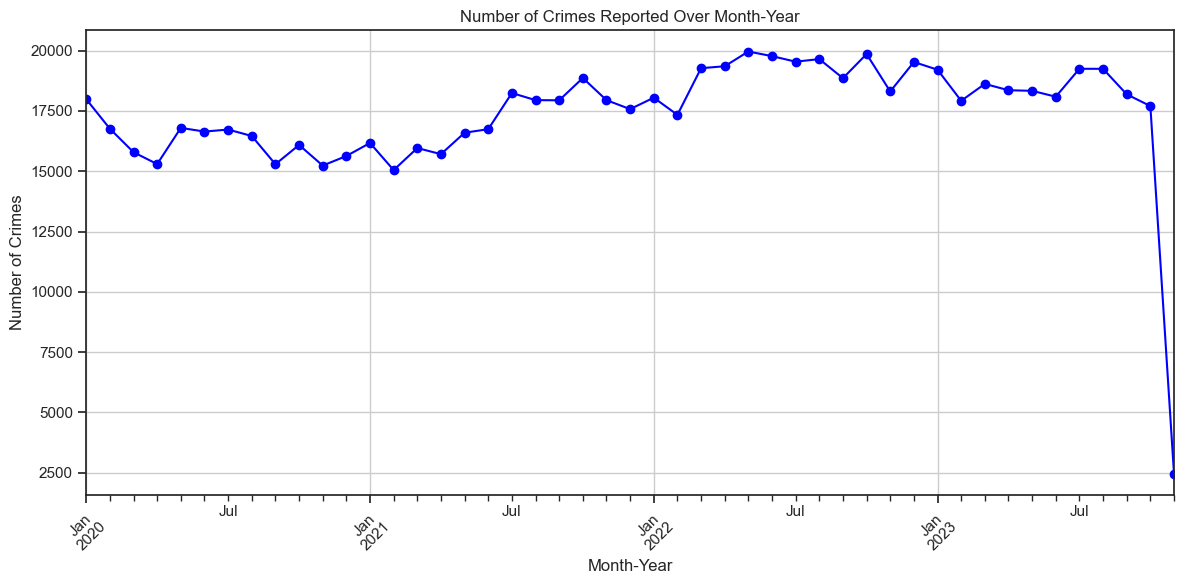 Number of Crimes Reported Over Month-Year
Number of Crimes
20000
17500
15000
12500
10000
7500
5000
2500
Jan
2020
Jul
Jan
2021
Jul
Jan
2022
Jul
Jan
2023
Jul
Month-Year